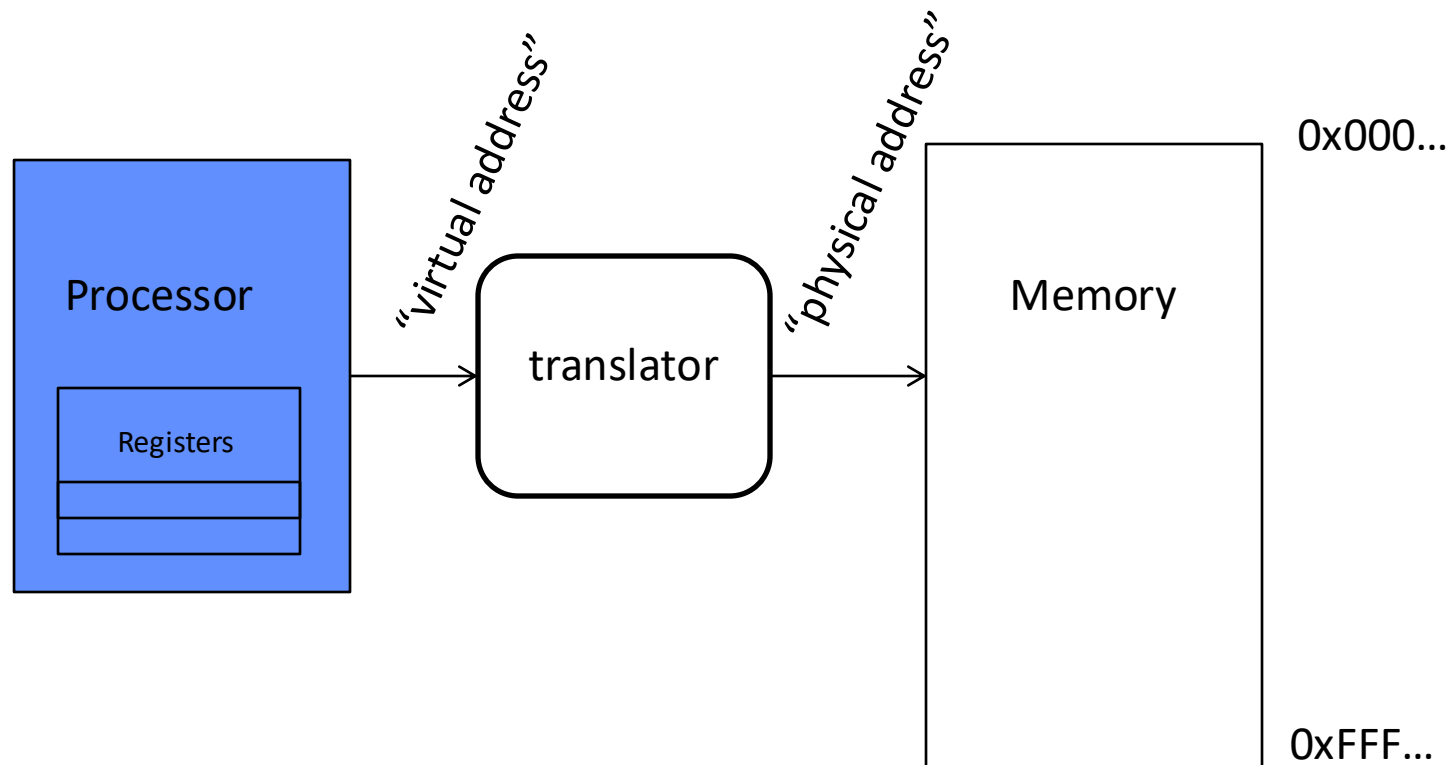 “virtual address”
“physical address”
0x000…
Processor
translator
Memory
Registers
0xFFF…